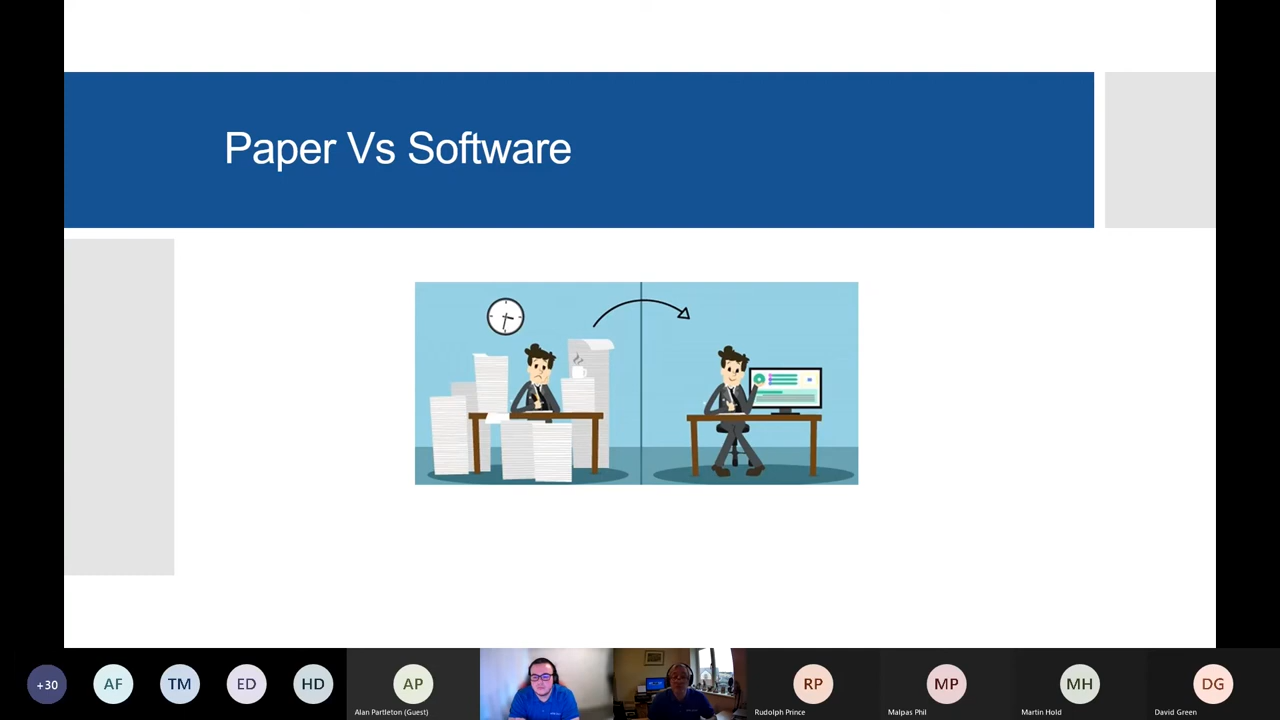 Paper Vs Software
+30
AF
TM
ED
HD
AP
Alan Partleton (Guest)
RP
Rudolph Prince
MP
Malpas Phil
MH
Martin Hold
DG
David Green